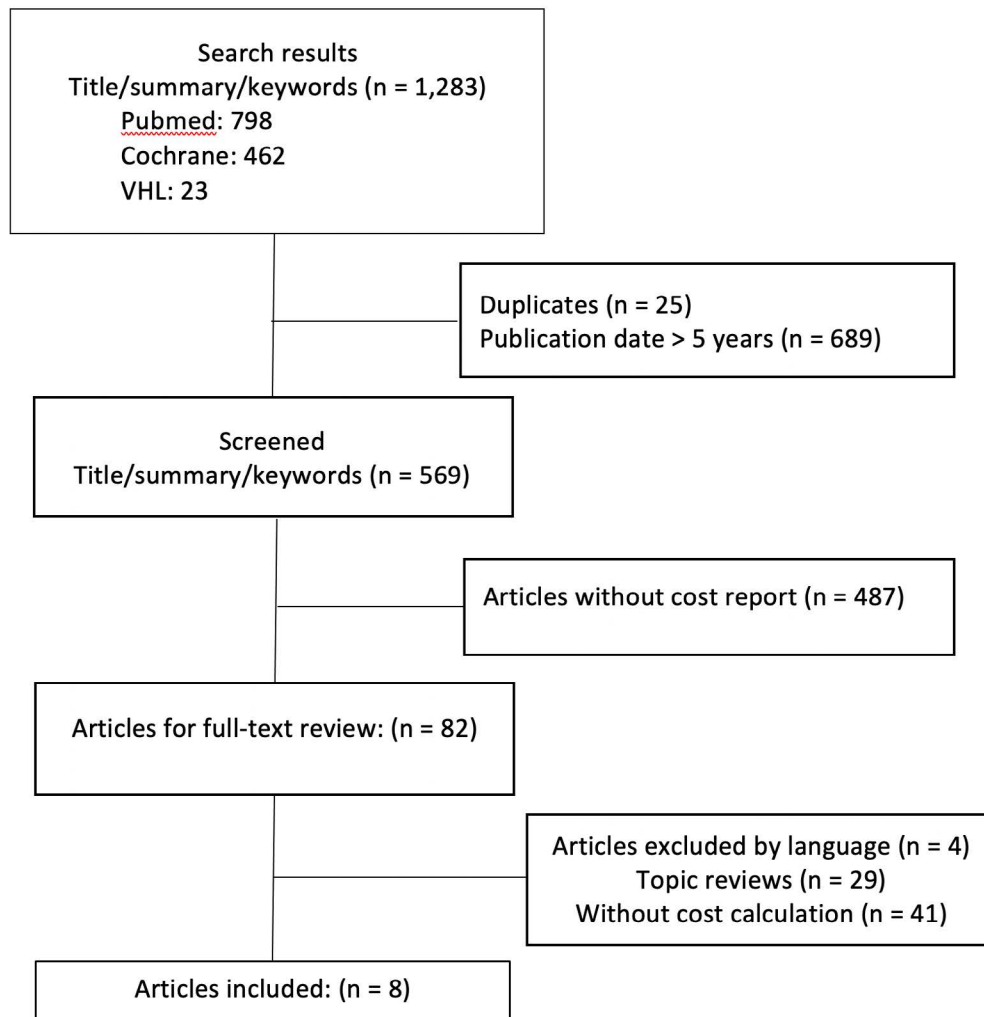 Search results
Title/summary/keywords (n = 1,283)
Pubmed: 798
Cochrane: 462
VHL: 23
Duplicates (n = 25)
Publication date > 5 years (n = 689)
Screened
Title/summary/keywords (n = 569)
Articles without cost report (n = 487)
Articles for full-text review: (n = 82)
Articles excluded by language (n = 4)
Topic reviews (n = 29)
Without cost calculation (n = 41)
Articles included: (n = 8)